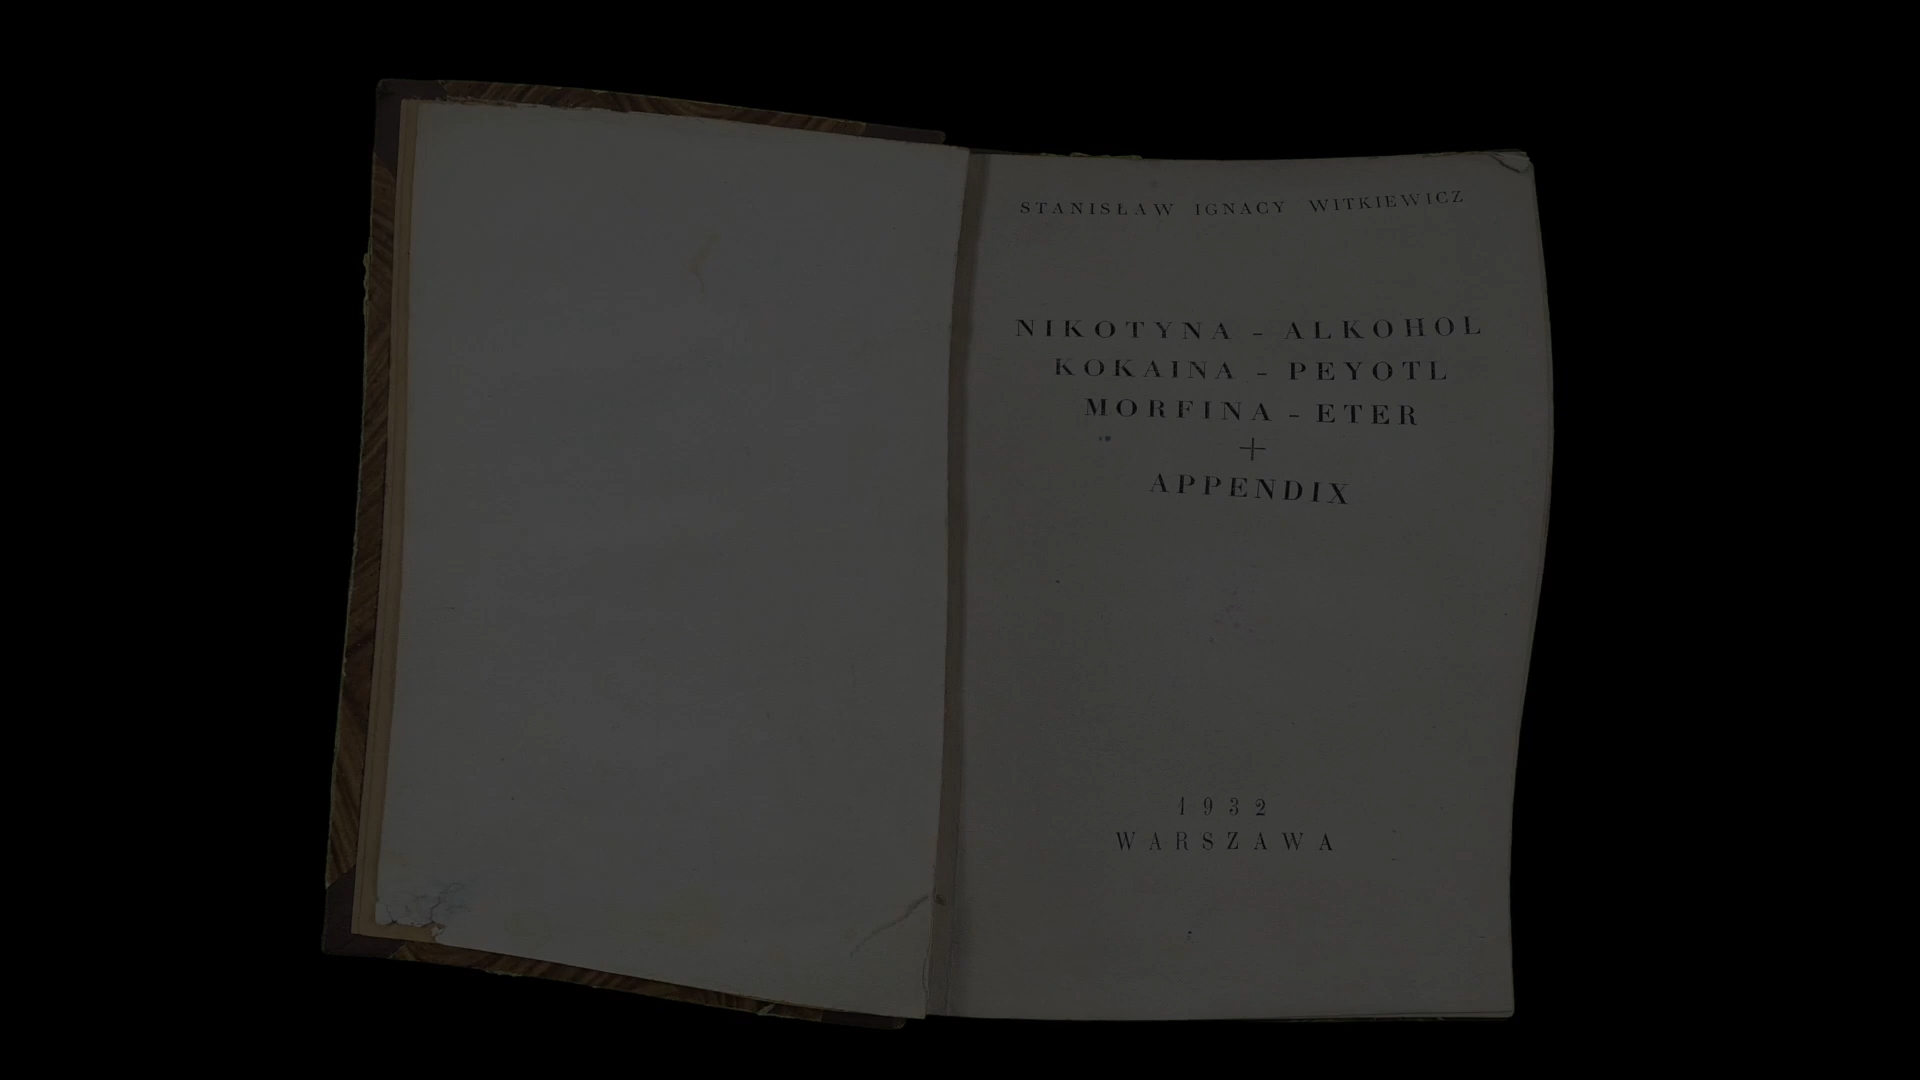 STANISŁAW IGNACY WITKIEWICZ
NIKOTYNA - ALKOHOL
KOKAINA - PEYOTL
MORFINA - ETER
+
APPENDIX
1932
WARSZAWA